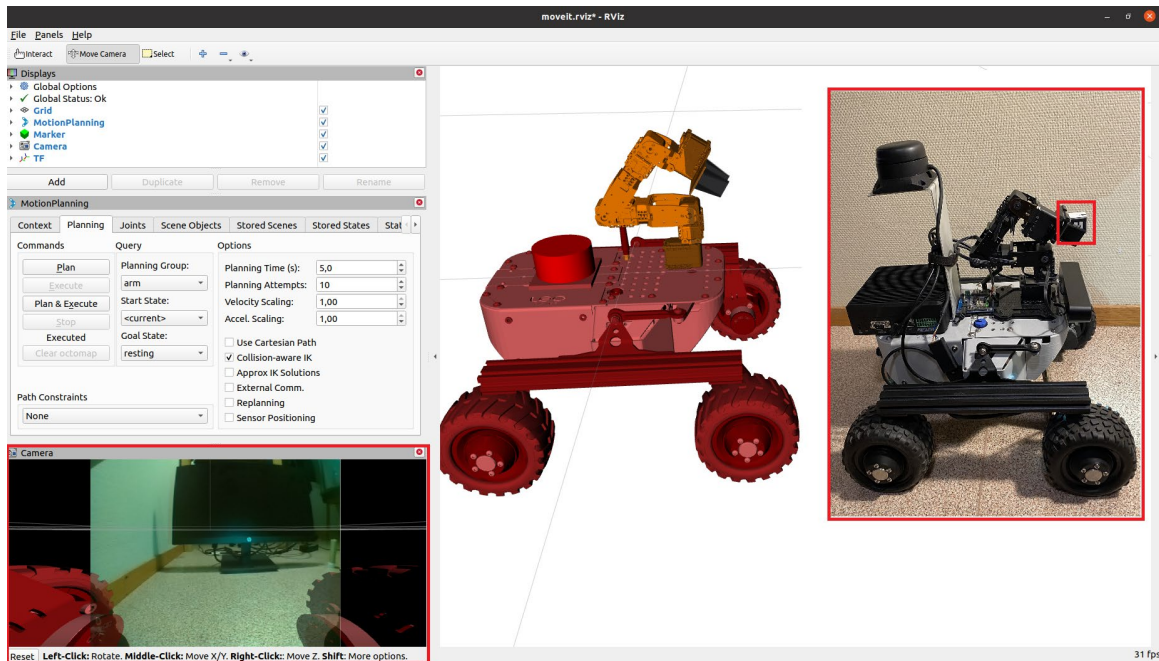 moveit.rviz* - RViz
File Panels Help
Interact Move Camera Select
Displays
Global Options
Global Status: Ok
Grid
MotionPlanning
Marker
Camera
TF
Add Duplicate Remove Rename
MotionPlanning
Context Planning Joints Scene Objects Stored Scenes Stored States Stat
Commands Query Options
Plan Planning Group: Planning Time (s): 5,0
Execute arm Planning Attempts: 10
Plan & Execute Start State: Velocity Scaling: 1,00
Stop <current> Accel. Scaling: 1,00
Executed Goal State: Use Cartesian Path
Clear octomap resting Collision-aware IK
Approx IK Solutions
External Comm.
Path Constraints Replanning
None Sensor Positioning
Camera
Reset Left-Click: Rotate. Middle-Click: Move X/Y. Right-Click:: Move Z. Shift: More options.
31 fps